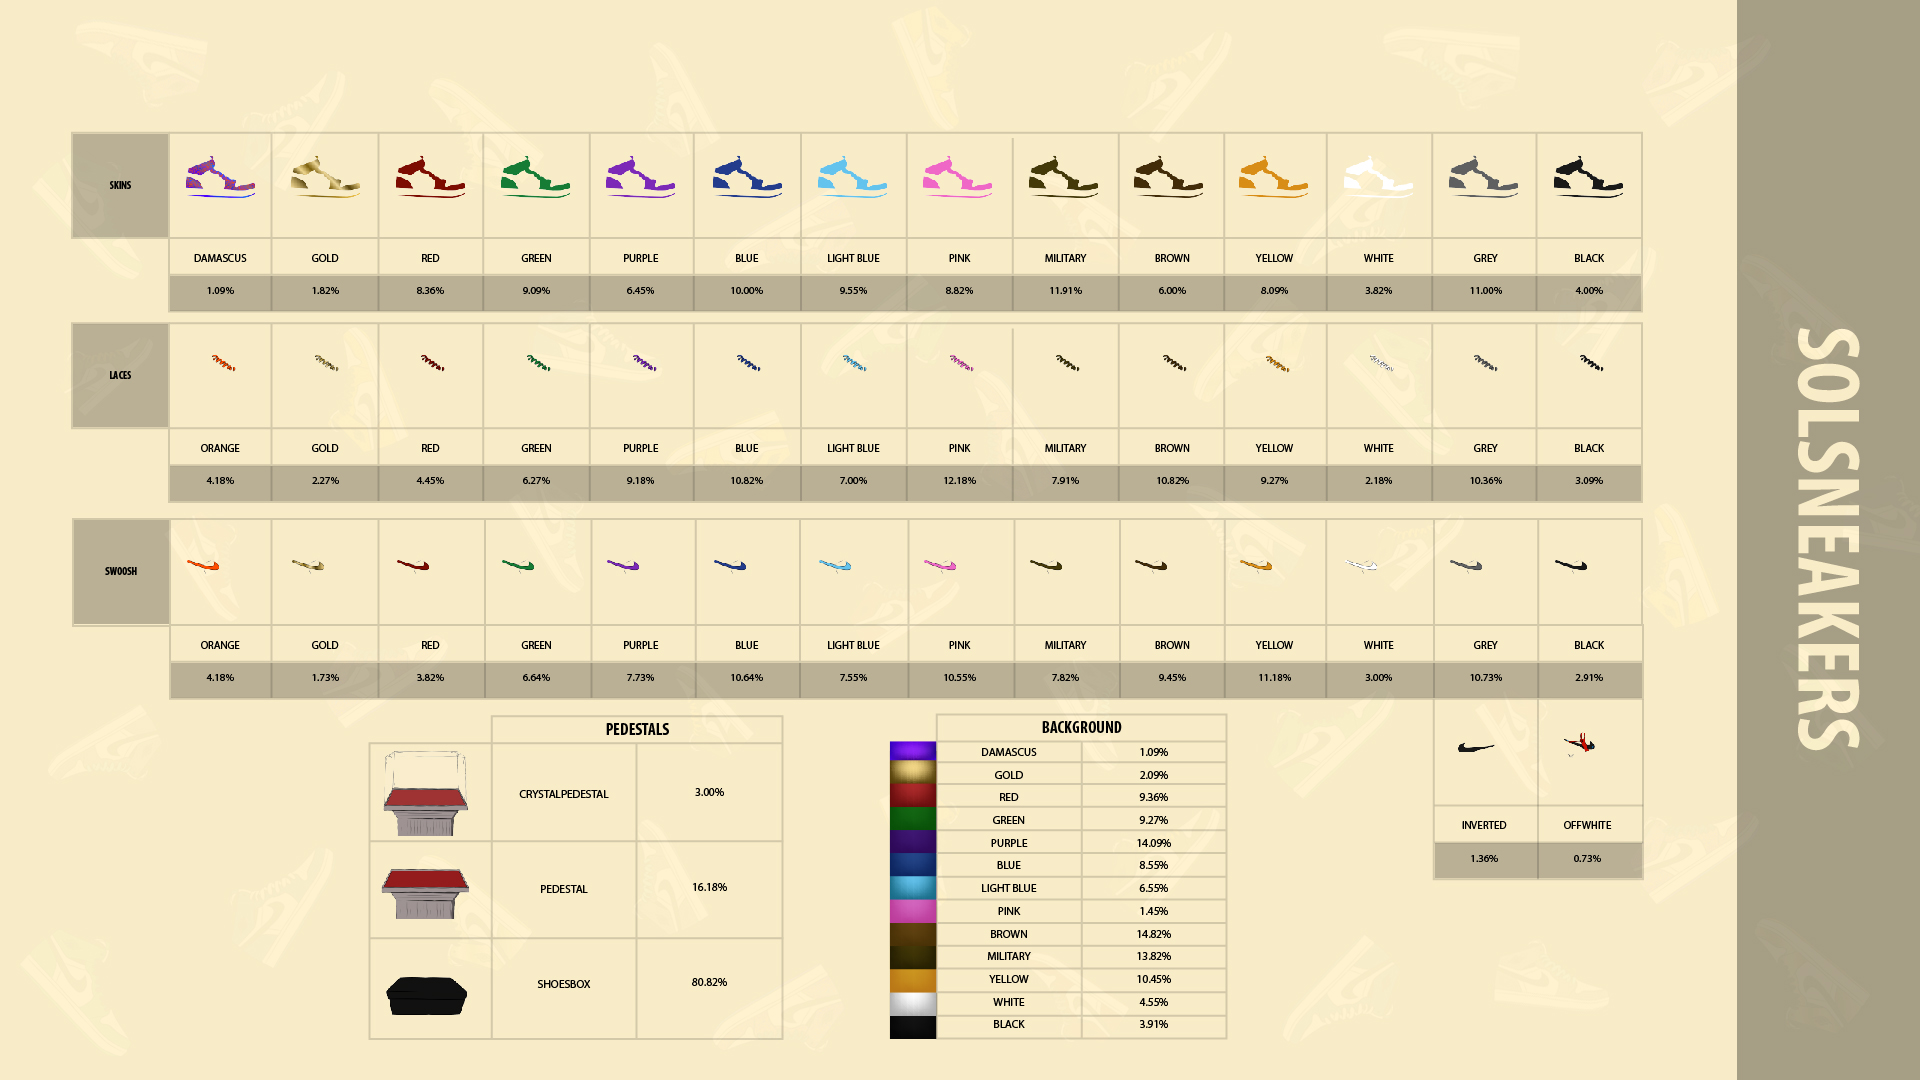 SKINS
DAMASCUS GOLD RED GREEN PURPLE BLUE LIGHT BLUE PINK MILITARY BROWN YELLOW WHITE GREY BLACK
1.09% 1.82% 8.36% 9.09% 6.45% 10.00% 9.55% 8.82% 11.91% 6.00% 8.09% 3.82% 11.00% 4.00%
LACES
ORANGE GOLD RED GREEN PURPLE BLUE LIGHT BLUE PINK MILITARY BROWN YELLOW WHITE GREY BLACK
4.18% 2.27% 4.45% 6.27% 9.18% 10.82% 7.00% 12.18% 7.91% 10.82% 9.27% 2.18% 10.36% 3.09%
SWOOSH
ORANGE GOLD RED GREEN PURPLE BLUE LIGHT BLUE PINK MILITARY BROWN YELLOW WHITE GREY BLACK
4.18% 1.73% 3.82% 6.64% 7.73% 10.64% 7.55% 10.55% 7.82% 9.45% 11.18% 3.00% 10.73% 2.91%
INVERTED OFFWHITE
1.36% 0.73%
PEDESTALS
CRYSTALPEDESTAL 3.00%
PEDESTAL 16.18%
SHOESBOX 80.82%
BACKGROUND
DAMASCUS 1.09%
GOLD 2.09%
RED 9.36%
GREEN 9.27%
PURPLE 14.09%
BLUE 8.55%
LIGHT BLUE 6.55%
PINK 1.45%
BROWN 14.82%
MILITARY 13.82%
YELLOW 10.45%
WHITE 4.55%
BLACK 3.91%
SOLSNEAKERS